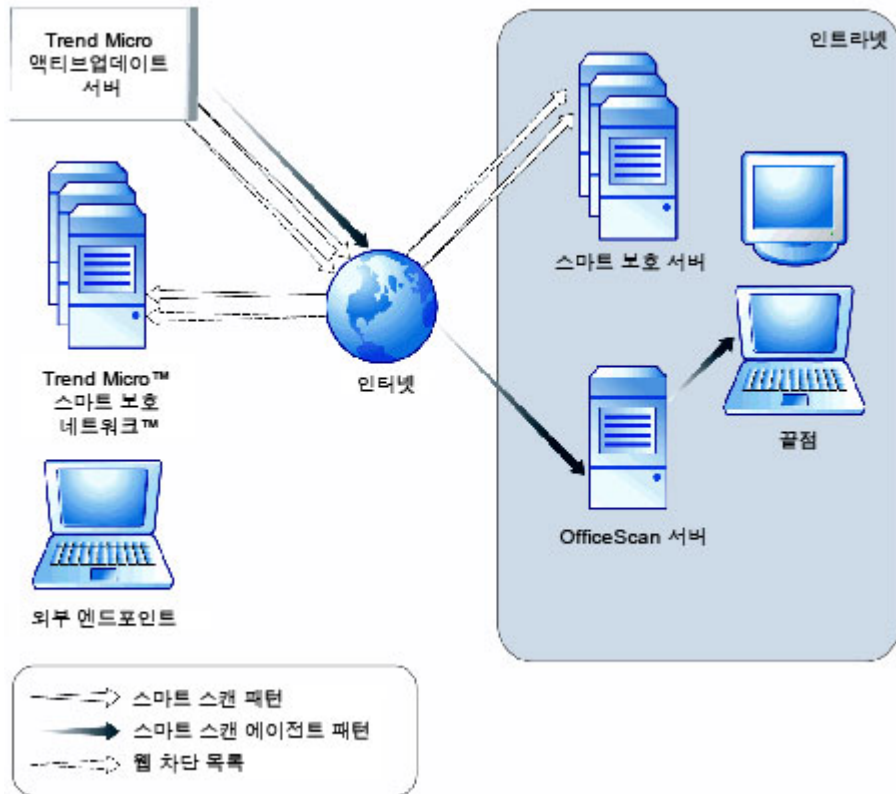 Trend Micro
액티브업데이트
서버
인트라넷
스마트 보호 서버
Trend Micro™
스마트 보호
네트워크™
인터넷
끝점
OfficeScan 서버
외부 엔드포인트
스마트 스캔 패턴
스마트 스캔 에이전트 패턴
웹 차단 목록